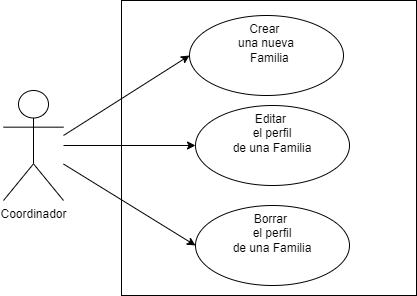 Crear
una nueva
Familia
Editar
el perfil
de una Familia
Coordinador
Borrar
el perfil
de una Familia